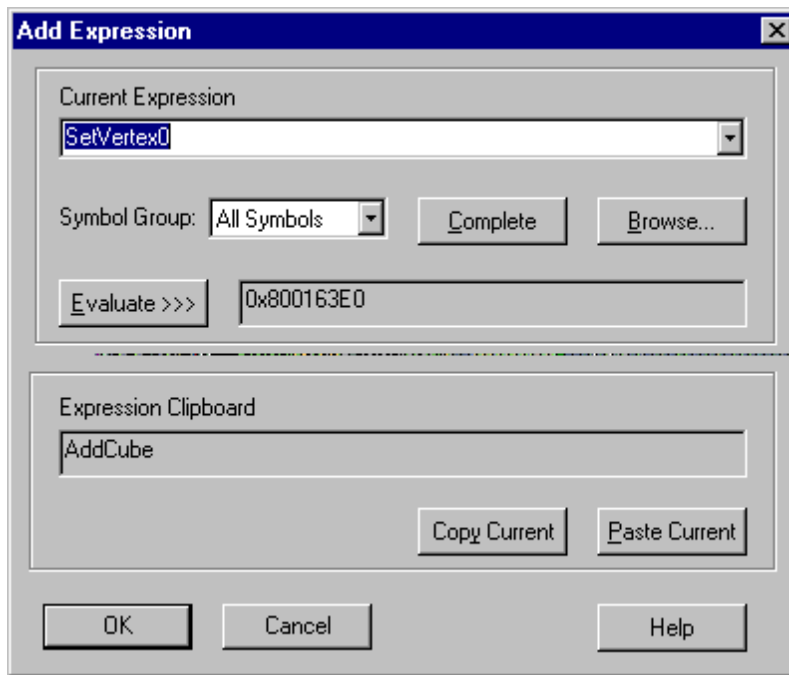 Add Expression
Current Expression
SetVertex0
Symbol Group: All Symbols Complete Browse...
Evaluate >>> 0x800163E0
Expression Clipboard
AddCube
Copy Current Paste Current
OK Cancel Help